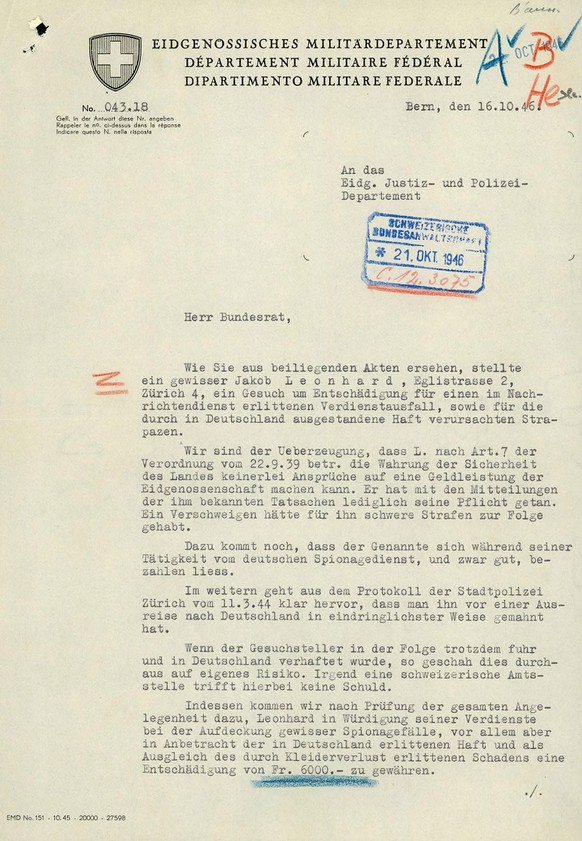 EIDGENÖSSISCHES MILITÄRDEPARTEMENT
DÉPARTEMENT MILITAIRE FÉDÉRAL
DIPARTIMENTO MILITARE FEDERALE
No. 043.18
Gefl. in der Antwort diese Nr. angeben
Rappeler le no. ci-dessus dans la réponse
Indicare questo N. nella risposta
OKT 1946
A B
He
Bern, den 16.10.46.
An das
Eidg. Justiz- und Polizei-
Departement
SCHWEIZERISCHE
BUNDESANWALTSCHAFT
* 21. OKT. 1946
C.12.3075
Herr Bundesrat,
Wie Sie aus beiliegenden Akten ersehen, stellte
ein gewisser Jakob L e o n h a r d , Eglistrasse 2,
Zürich 4, ein Gesuch um Entschädigung für einen im Nach-
richtendienst erlittenen Verdienstausfall, sowie für die
durch in Deutschland ausgestandene Haft verursachten Stra-
pazen.
Wir sind der Ueberzeugung, dass L. nach Art.7 der
Verordnung vom 22.9.39 betr. die Wahrung der Sicherheit
des Landes keinerlei Ansprüche auf eine Geldleistung der
Eidgenossenschaft machen kann. Er hat mit den Mitteilungen
der ihm bekannten Tatsachen lediglich seine Pflicht getan.
Ein Verschweigen hätte für ihn schwere Strafen zur Folge
gehabt.
Dazu kommt noch, dass der Genannte sich während seiner
Tätigkeit vom deutschen Spionagedienst, und zwar gut, be-
zahlen liess.
Im weitern geht aus dem Protokoll der Stadtpolizei
Zürich vom 11.3.44 klar hervor, dass man ihn vor einer Aus-
reise nach Deutschland in eindringlichster Weise gemahnt
hat.
Wenn der Gesuchsteller in der Folge trotzdem fuhr
und in Deutschland verhaftet wurde, so geschah dies durch-
aus auf eigenes Risiko. Irgend eine schweizerische Amts-
stelle trifft hierbei keine Schuld.
Indessen kommen wir nach Prüfung der gesamten Ange-
legenheit dazu, Leonhard in Würdigung seiner Verdienste
bei der Aufdeckung gewisser Spionagefälle, vor allem aber
in Anbetracht der in Deutschland erlittenen Haft und als
Ausgleich des durch Kleiderverlust erlittenen Schadens eine
Entschädigung von Fr. 6000.- zu gewähren.
./.
EMD No. 151 - 10.45 - 20000 - 27598